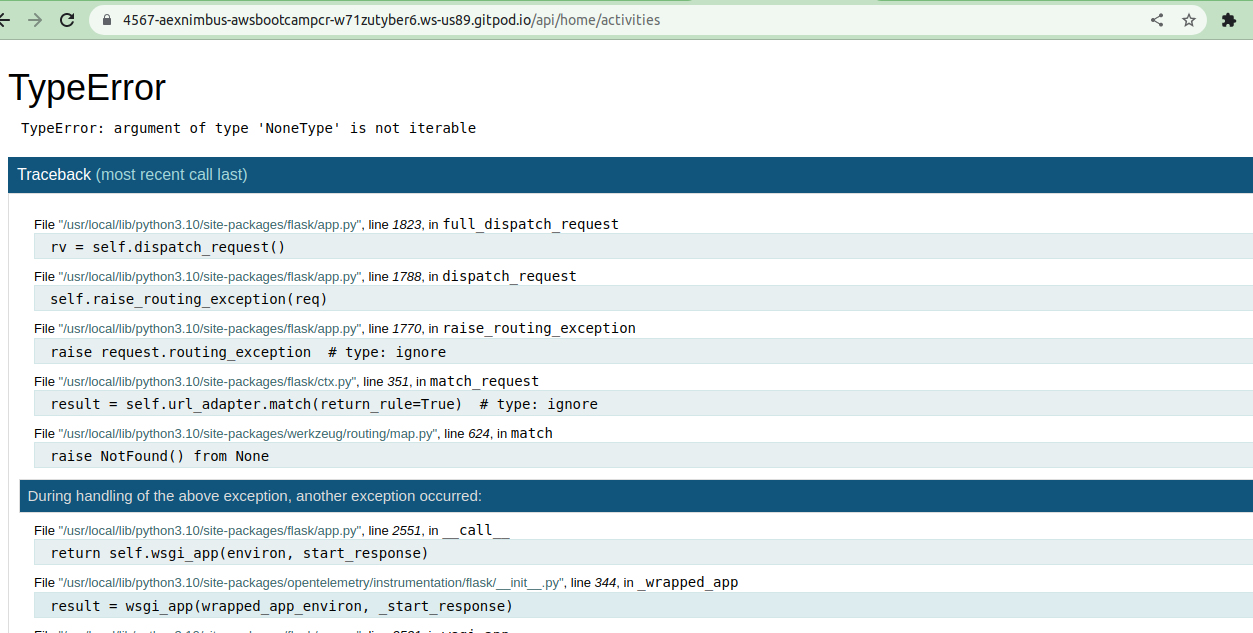 4567-aexnimbus-awsbootcampcr-w71zutyber6.ws-us89.gitpod.io/api/home/activities
TypeError
TypeError: argument of type 'NoneType' is not iterable
Traceback (most recent call last)
File "/usr/local/lib/python3.10/site-packages/flask/app.py", line 1823, in full_dispatch_request
rv = self.dispatch_request()
File "/usr/local/lib/python3.10/site-packages/flask/app.py", line 1788, in dispatch_request
self.raise_routing_exception(req)
File "/usr/local/lib/python3.10/site-packages/flask/app.py", line 1770, in raise_routing_exception
raise request.routing_exception  # type: ignore
File "/usr/local/lib/python3.10/site-packages/flask/ctx.py", line 351, in match_request
result = self.url_adapter.match(return_rule=True)  # type: ignore
File "/usr/local/lib/python3.10/site-packages/werkzeug/routing/map.py", line 624, in match
raise NotFound() from None
During handling of the above exception, another exception occurred:
File "/usr/local/lib/python3.10/site-packages/flask/app.py", line 2551, in __call__
return self.wsgi_app(environ, start_response)
File "/usr/local/lib/python3.10/site-packages/opentelemetry/instrumentation/flask/__init__.py", line 344, in _wrapped_app
result = wsgi_app(wrapped_app_environ, _start_response)